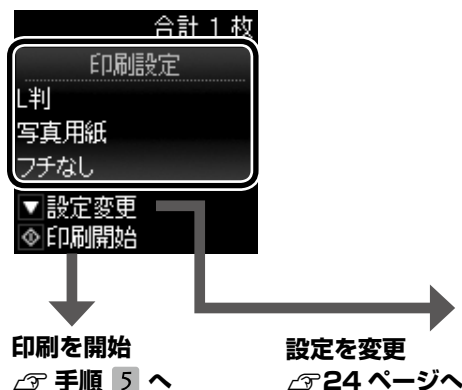 合計 1 枚
印刷設定
L判
写真用紙
フチなし
▼設定変更
印刷開始
印刷を開始
手順 5 へ
設定を変更
24 ページへ